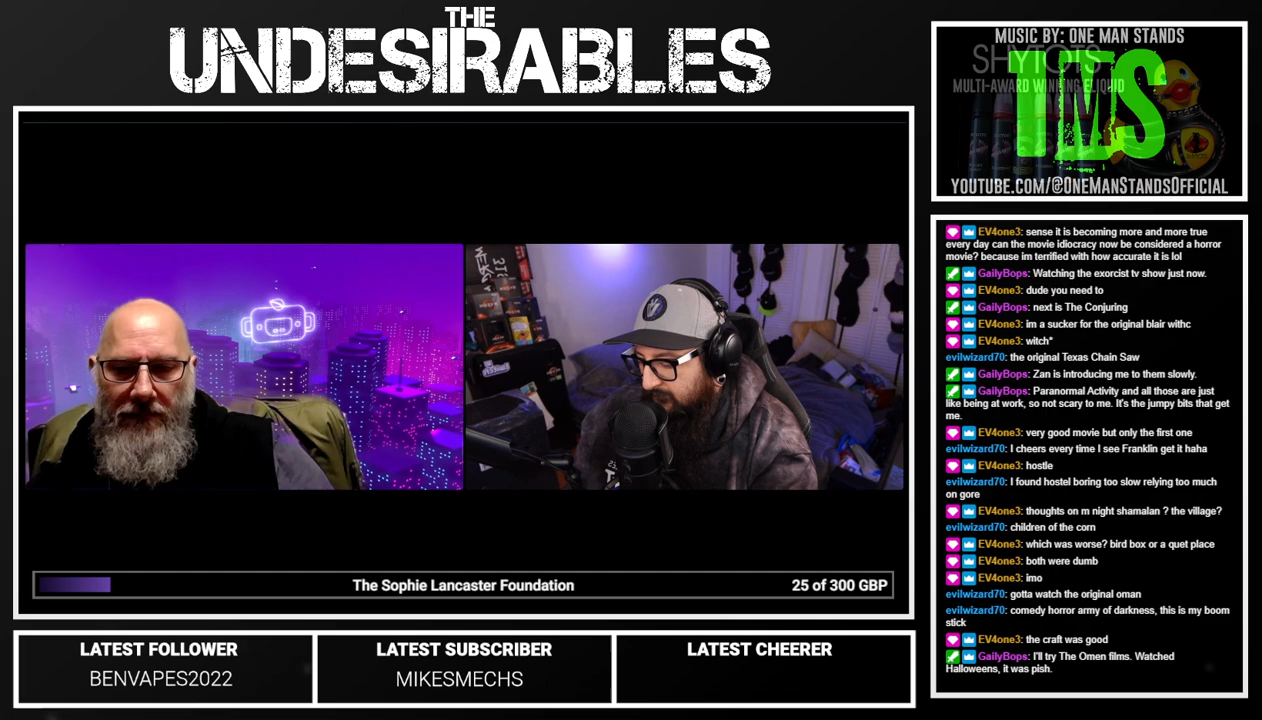 THE
UNDESIRABLES
MUSIC BY: ONE MAN STANDS
SHYTOTS
MULTI-AWARD WINNING ELIQUID
1MS
YOUTUBE.COM/@ONEMANSTANDSOFFICIAL
EV4one3: sense it is becoming more and more true
every day can the movie idiocracy now be considered a horror
movie? because im terrified with how accurate it is lol
GailyBops: Watching the exorcist tv show just now.
EV4one3: dude you need to
GailyBops: next is The Conjuring
EV4one3: im a sucker for the original blair withc
EV4one3: witch*
evilwizard70: the original Texas Chain Saw
GailyBops: Zan is introducing me to them slowly.
GailyBops: Paranormal Activity and all those are just
like being at work, so not scary to me. It's the jumpy bits that get
me.
EV4one3: very good movie but only the first one
evilwizard70: I cheers every time I see Franklin get it haha
EV4one3: hostle
evilwizard70: I found hostel boring too slow relying too much
on gore
EV4one3: thoughts on m night shamalan ? the village?
evilwizard70: children of the corn
EV4one3: which was worse? bird box or a quet place
EV4one3: both were dumb
EV4one3: imo
evilwizard70: gotta watch the original oman
evilwizard70: comedy horror army of darkness, this is my boom
stick
EV4one3: the craft was good
GailyBops: I'll try The Omen films. Watched
Halloweens, it was pish.
The Sophie Lancaster Foundation
25 of 300 GBP
LATEST FOLLOWER
BENVAPES2022
LATEST SUBSCRIBER
MIKESMECHS
LATEST CHEERER